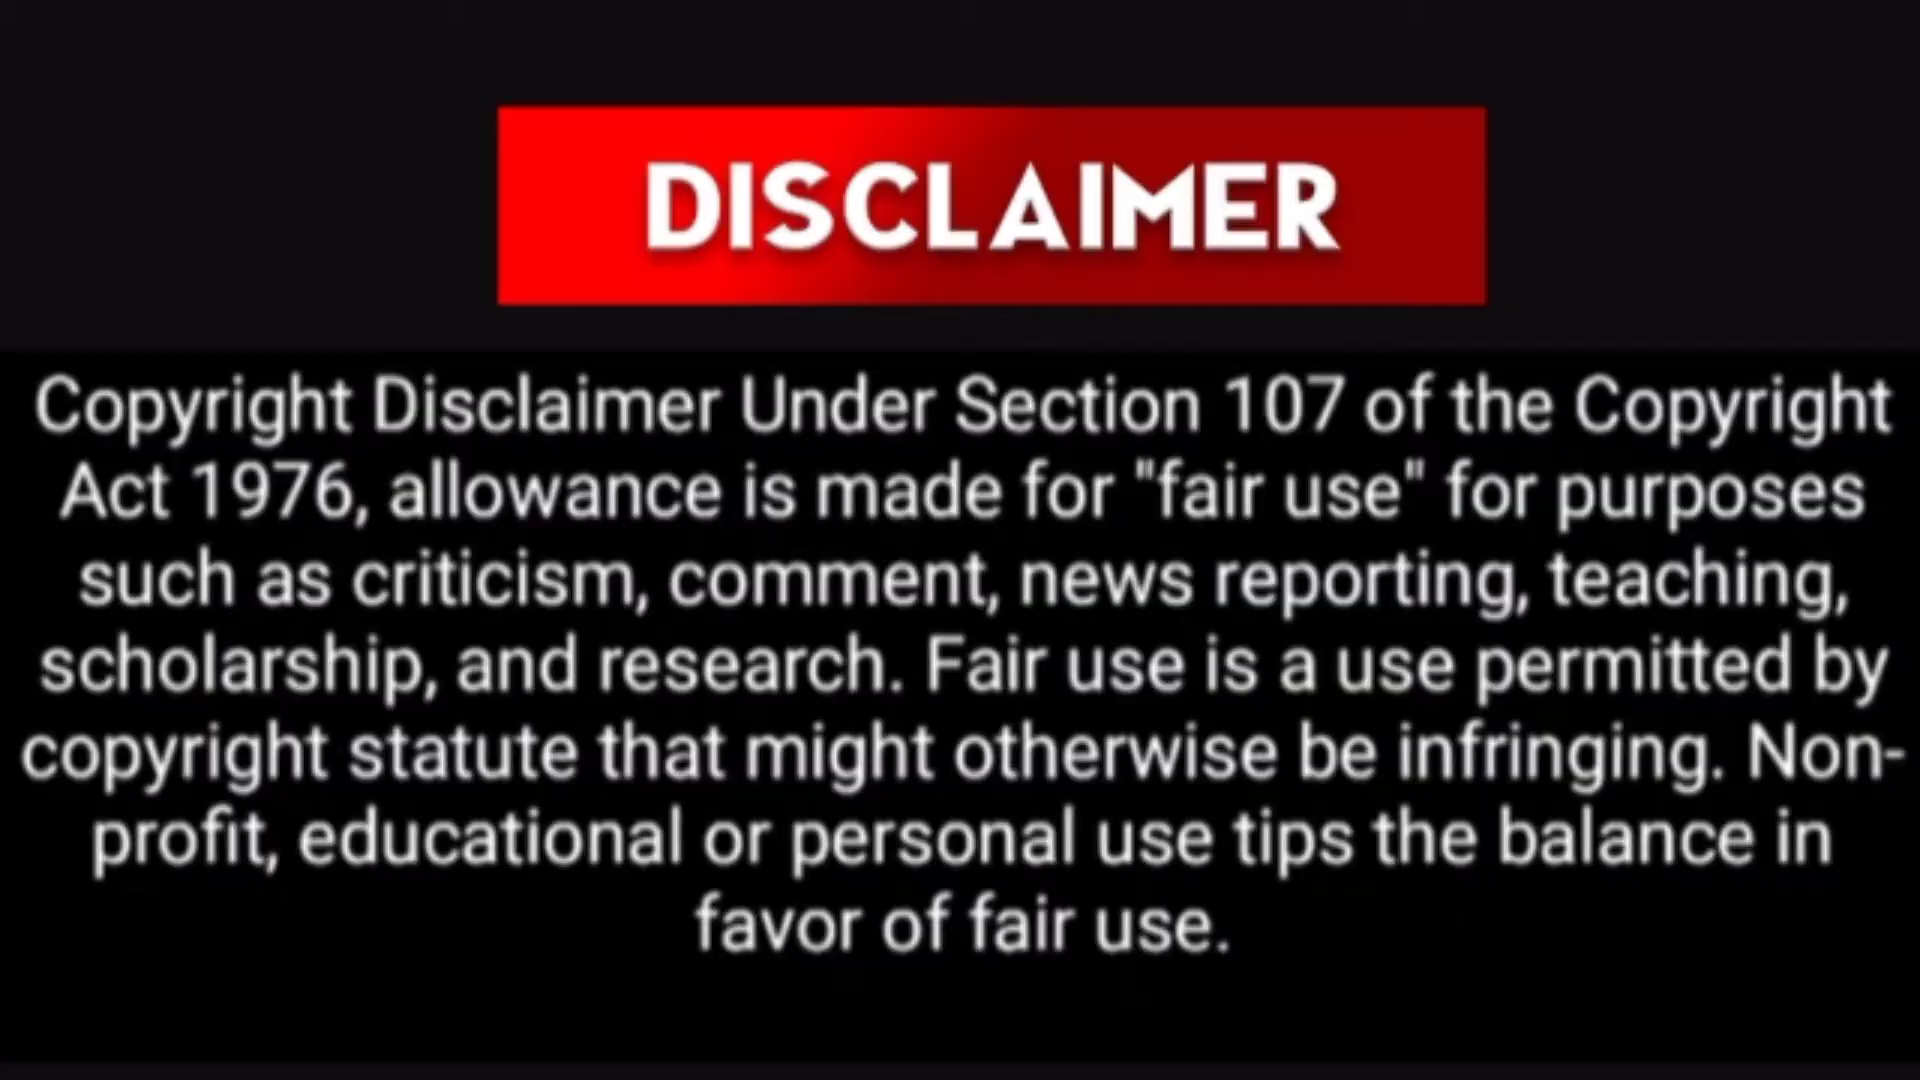 DISCLAIMER
Copyright Disclaimer Under Section 107 of the Copyright
Act 1976, allowance is made for "fair use" for purposes
such as criticism, comment, news reporting, teaching,
scholarship, and research. Fair use is a use permitted by
copyright statute that might otherwise be infringing. Non-
profit, educational or personal use tips the balance in
favor of fair use.